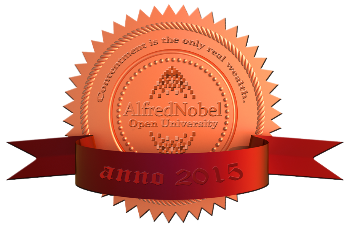 Contentment is the only real wealth.
AlfredNobel
Open University
anno 2015